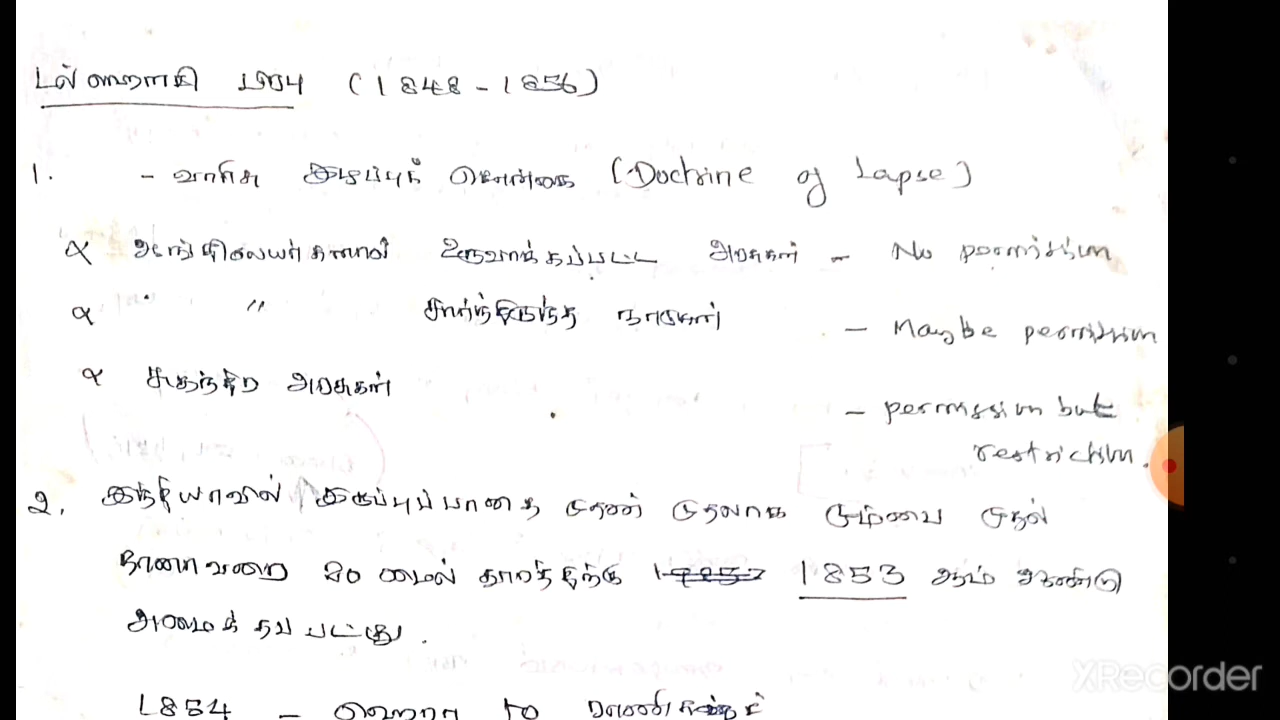 டல்ஹௌசி பிரபு (1848-1856)
1. - வாரிசு இழப்புக் கொள்கை (Doctrine of Lapse)
∝ ஆங்கிலேயர்களால் உருவாக்கப்பட்ட அரசுகள் - No permission
∝ " சார்ந்திருந்த நாடுகள் - Maybe permission
∝ சுதந்திர அரசுகள் - permission but
restriction.
2. இந்தியாவில் இருப்புப்பாதை முதன் முதலாக மும்பை முதல்
தானாவரை 20 மைல் தூரத்திற்கு 1853 ஆம் ஆண்டு
அமைக்கப்பட்டது.
1854 - ஹௌரா to ராணிகஞ்ச்
XRecorder